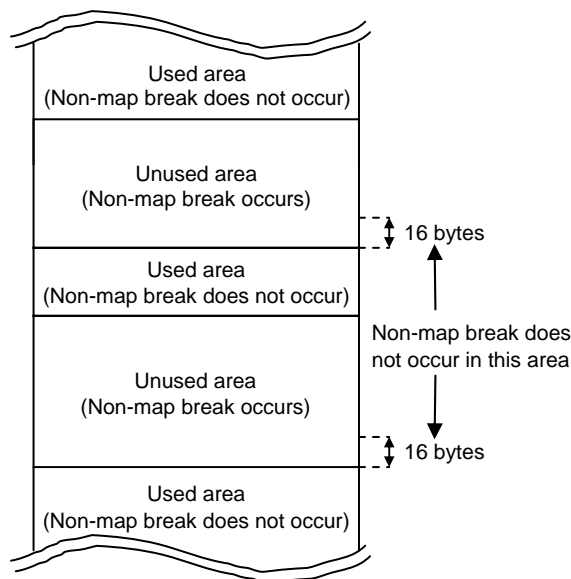 Used area
(Non-map break does not occur)
Unused area
(Non-map break occurs)
16 bytes
Used area
(Non-map break does not occur)
Non-map break does
not occur in this area
Unused area
(Non-map break occurs)
16 bytes
Used area
(Non-map break does not occur)